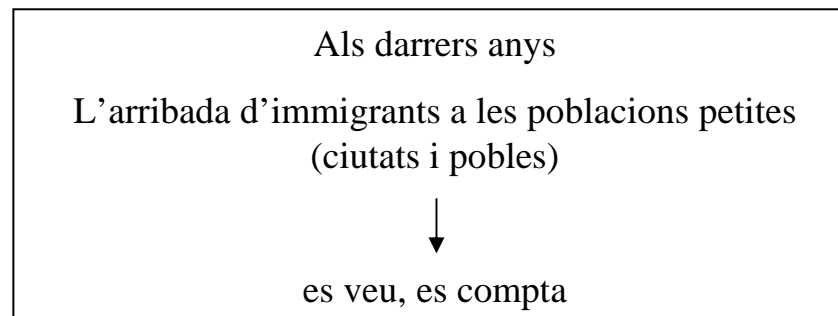 Als darrers anys
L’arribada d’immigrants a les poblacions petites
(ciutats i pobles)
es veu, es compta